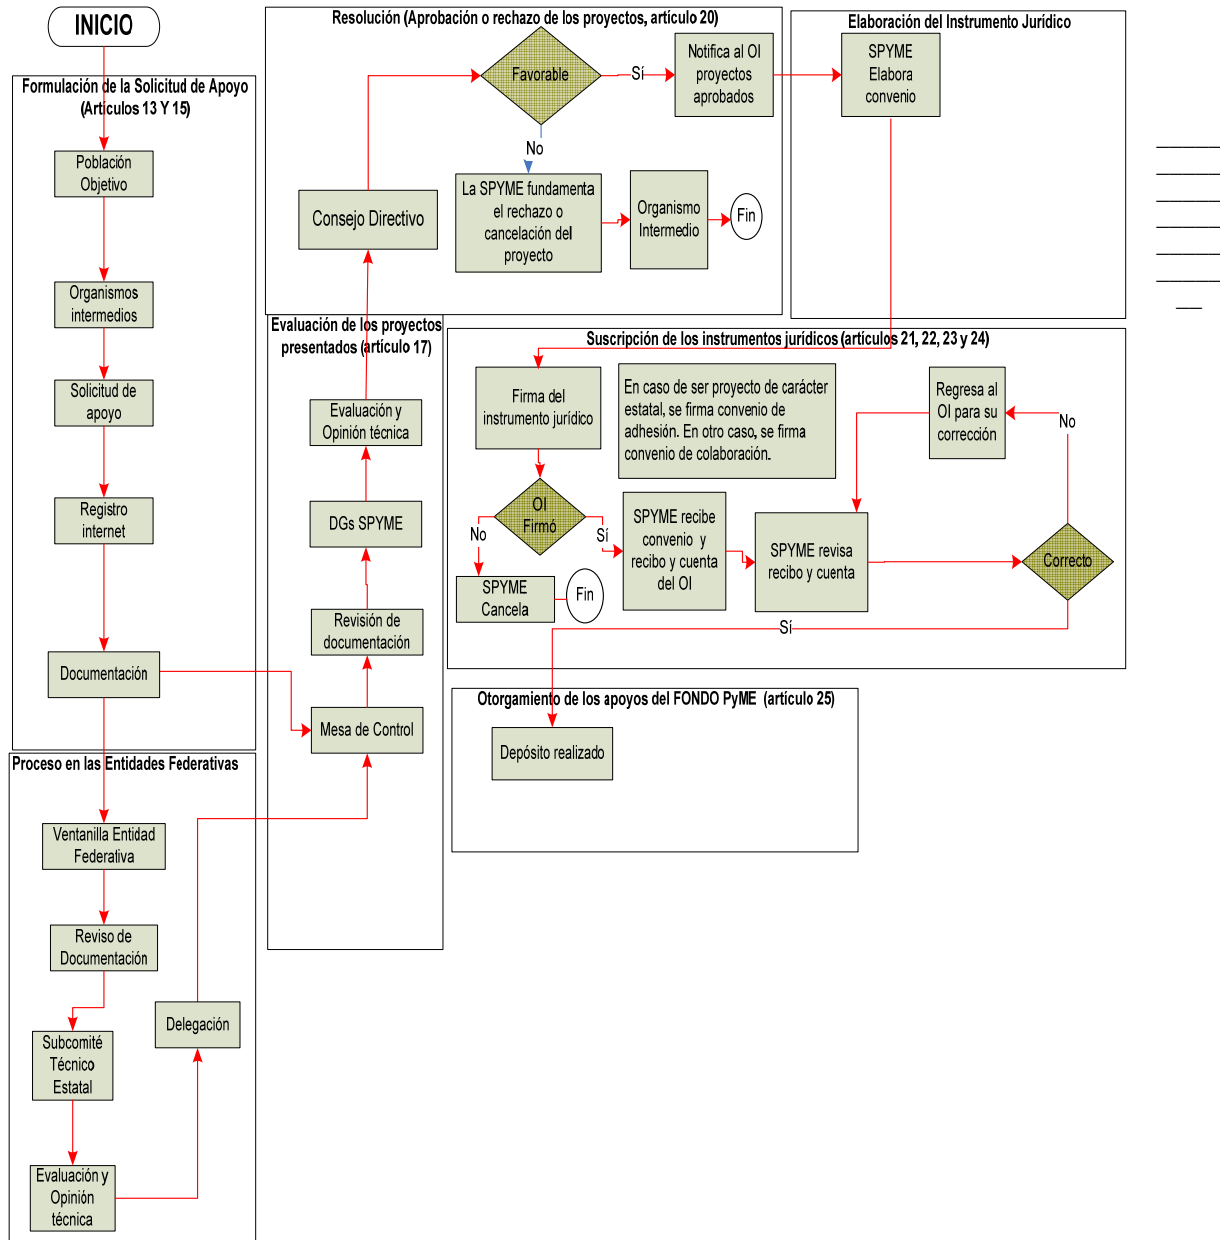 INICIO
Formulación de la Solicitud de Apoyo
(Artículos 13 Y 15)
Población
Objetivo
Organismos
intermedios
Solicitud de
apoyo
Registro
internet
Documentación
Proceso en las Entidades Federativas
Ventanilla Entidad
Federativa
Reviso de
Documentación
Subcomité
Técnico
Estatal
Evaluación y
Opinión
técnica
Delegación
Evaluación de los proyectos
presentados (artículo 17)
Evaluación y
Opinión técnica
DGs SPYME
Revisión de
documentación
Mesa de Control
Resolución (Aprobación o rechazo de los proyectos, artículo 20)
Consejo Directivo
Favorable
Sí
No
Notifica al OI
proyectos
aprobados
La SPYME fundamenta
el rechazo o
cancelación del
proyecto
Organismo
Intermedio
Fin
Elaboración del Instrumento Jurídico
SPYME
Elabora
convenio
Suscripción de los instrumentos jurídicos (artículos 21, 22, 23 y 24)
Firma del
instrumento jurídico
En caso de ser proyecto de carácter
estatal, se firma convenio de
adhesión. En otro caso, se firma
convenio de colaboración..
Regresa al
OI para su
corrección
No
OI
Firmó
No
Sí
SPYME
Cancela
Fin
SPYME recibe
convenio y
recibo y cuenta
del OI
SPYME revisa
recibo y cuenta
Correcto
Sí
Otorgamiento de los apoyos del FONDO PyME (artículo 25)
Depósito realizado